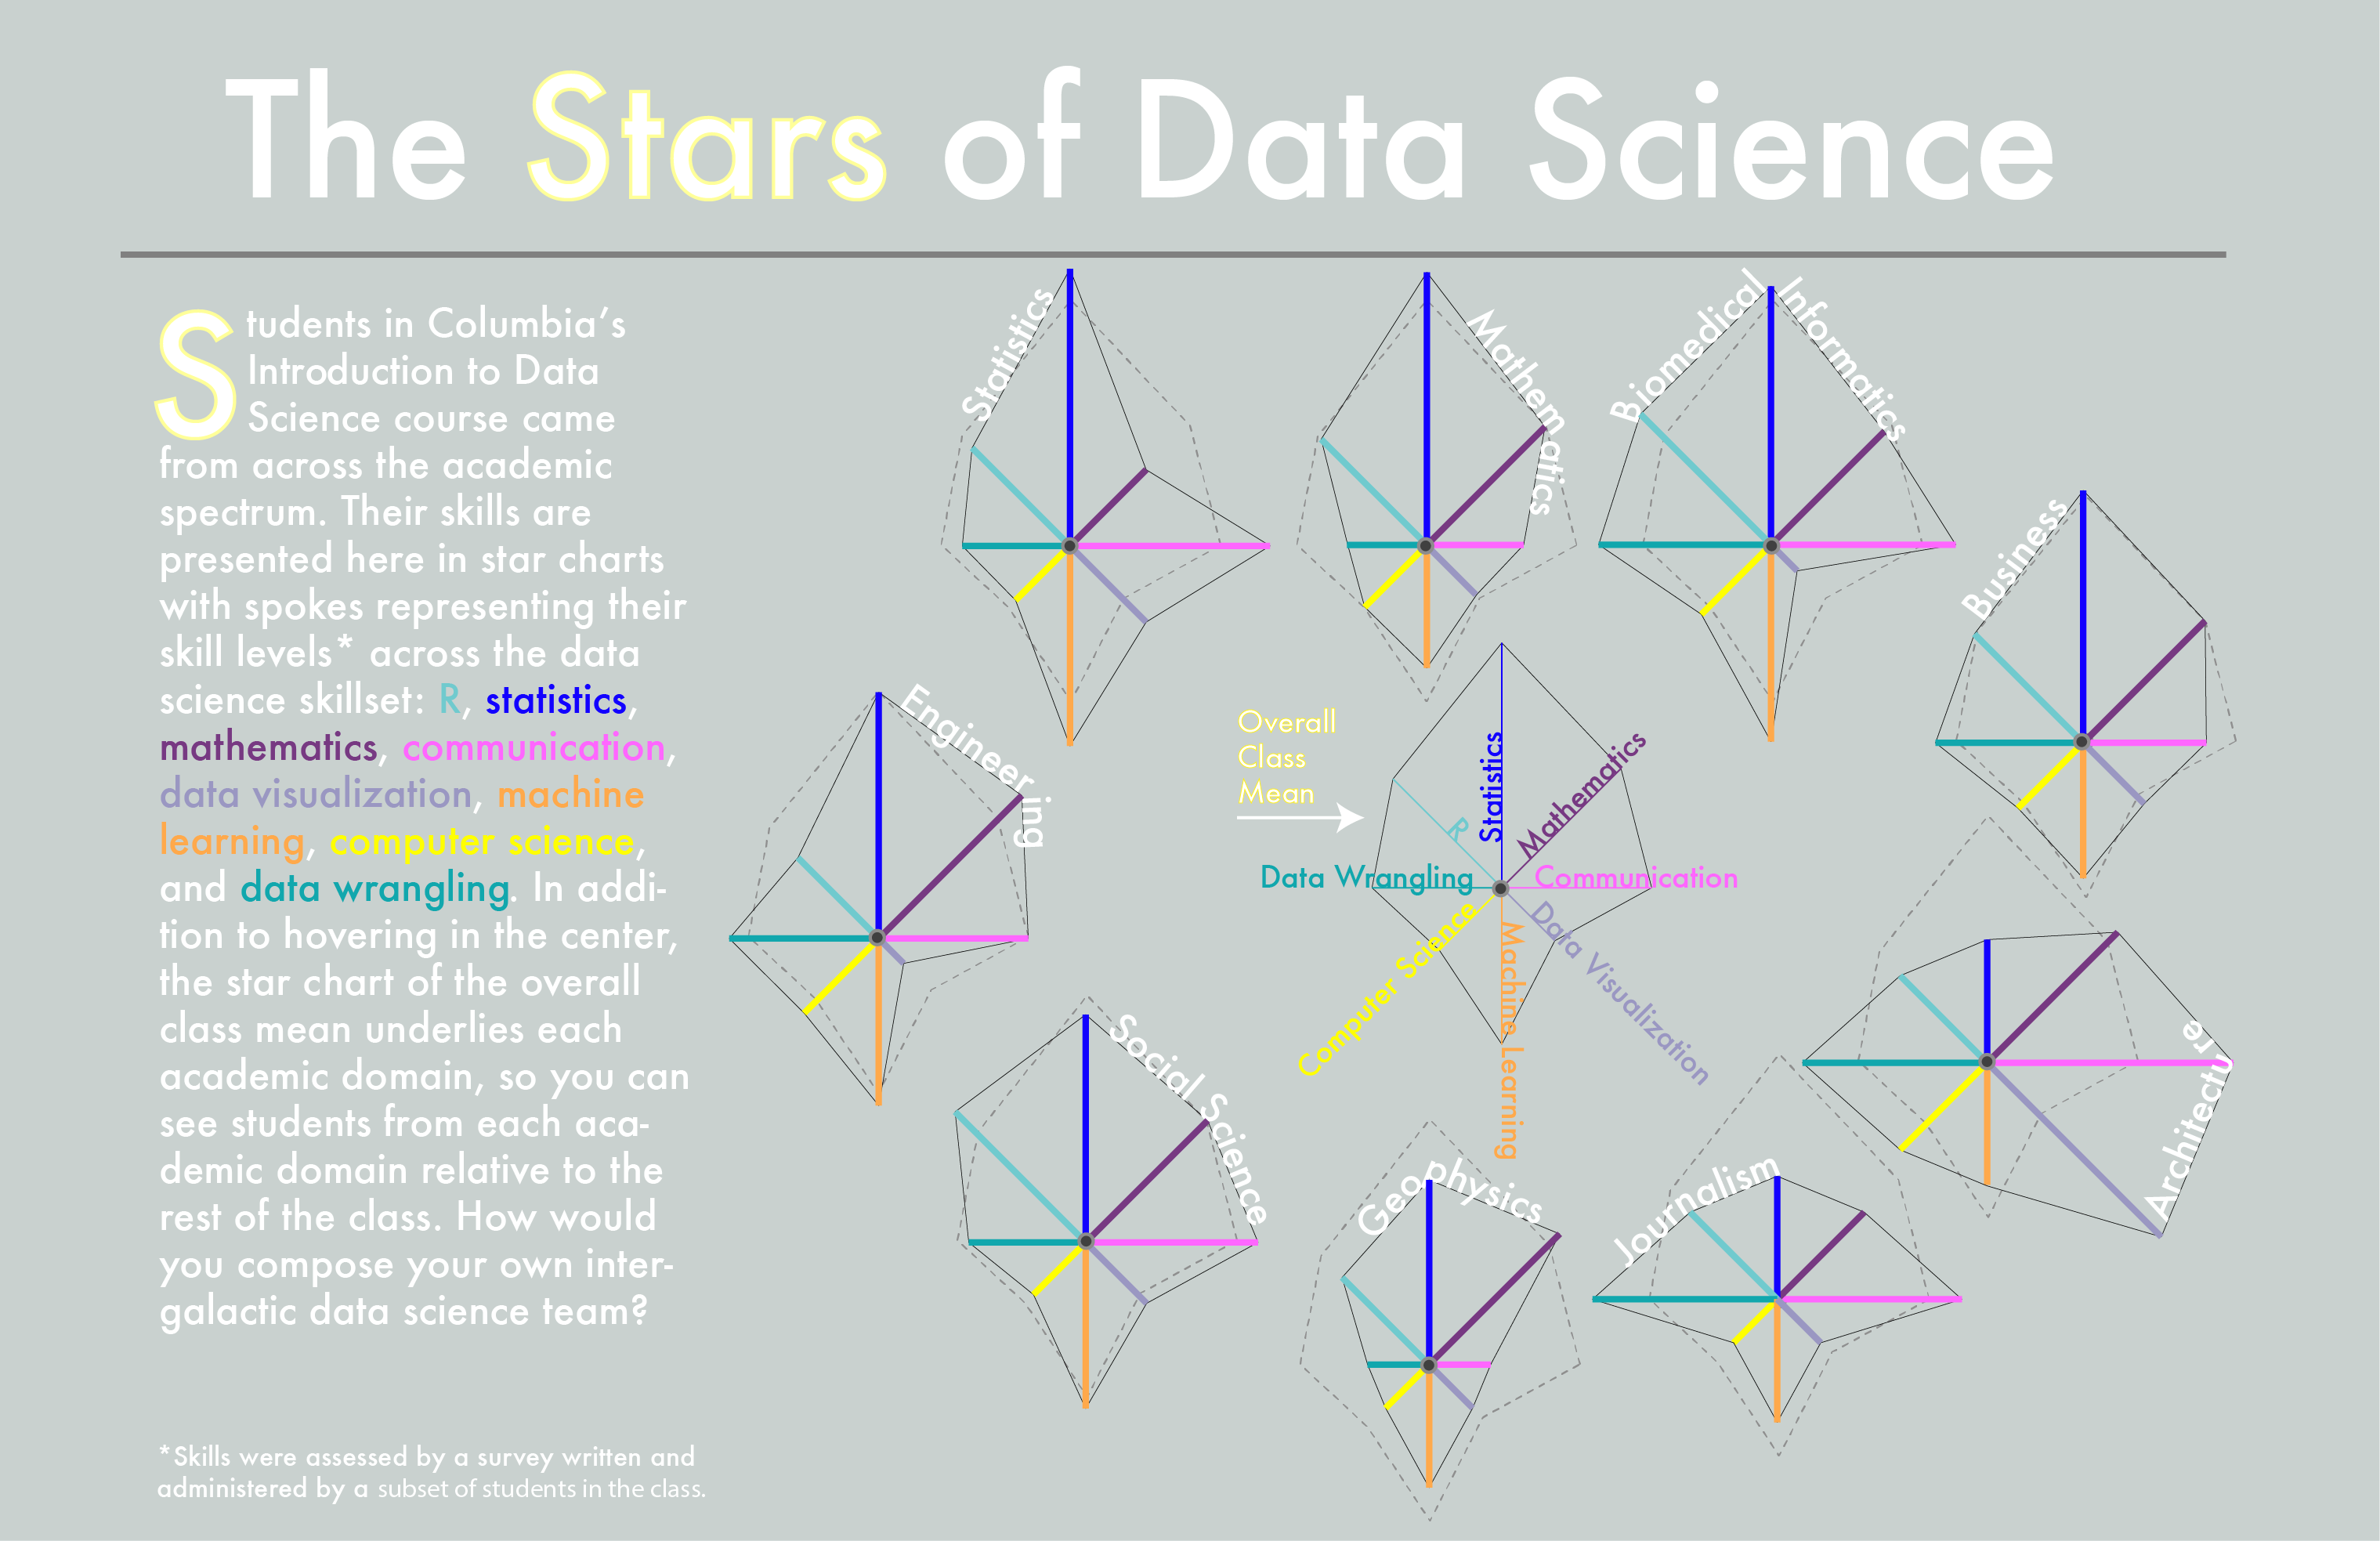 The Stars of Data Science
Students in Columbia's
Introduction to Data
Science course came
from across the academic
spectrum. Their skills are
presented here in star charts
with spokes representing their
skill levels* across the data
science skillset: R, statistics,
mathematics, communication,
data visualization, machine
learning, computer science,
and data wrangling. In addi-
tion to hovering in the center,
the star chart of the overall
class mean underlies each
academic domain, so you can
see students from each aca-
demic domain relative to the
rest of the class. How would
you compose your own inter-
galactic data science team?
*Skills were assessed by a survey written and
administered by a subset of students in the class.
Statistics
Mathematics
Biomedical Informatics
Business
Engineering
Overall
Class
Mean
Statistics
Mathematics
R
Data Wrangling
Communication
Computer Science
Machine Learning
Data Visualization
Social Science
Geophysics
Journalism
Architecture